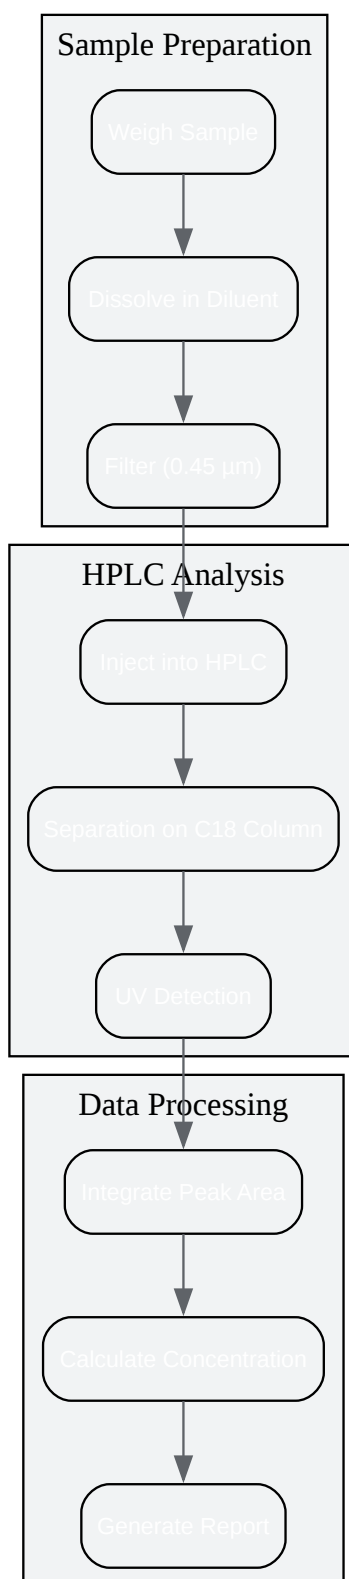 Sample Preparation
Weigh Sample
Dissolve in Diluent
Filter (0.45 µm)
HPLC Analysis
Inject into HPLC
Separation on C18 Column
UV Detection
Data Processing
Integrate Peak Area
Calculate Concentration
Generate Report